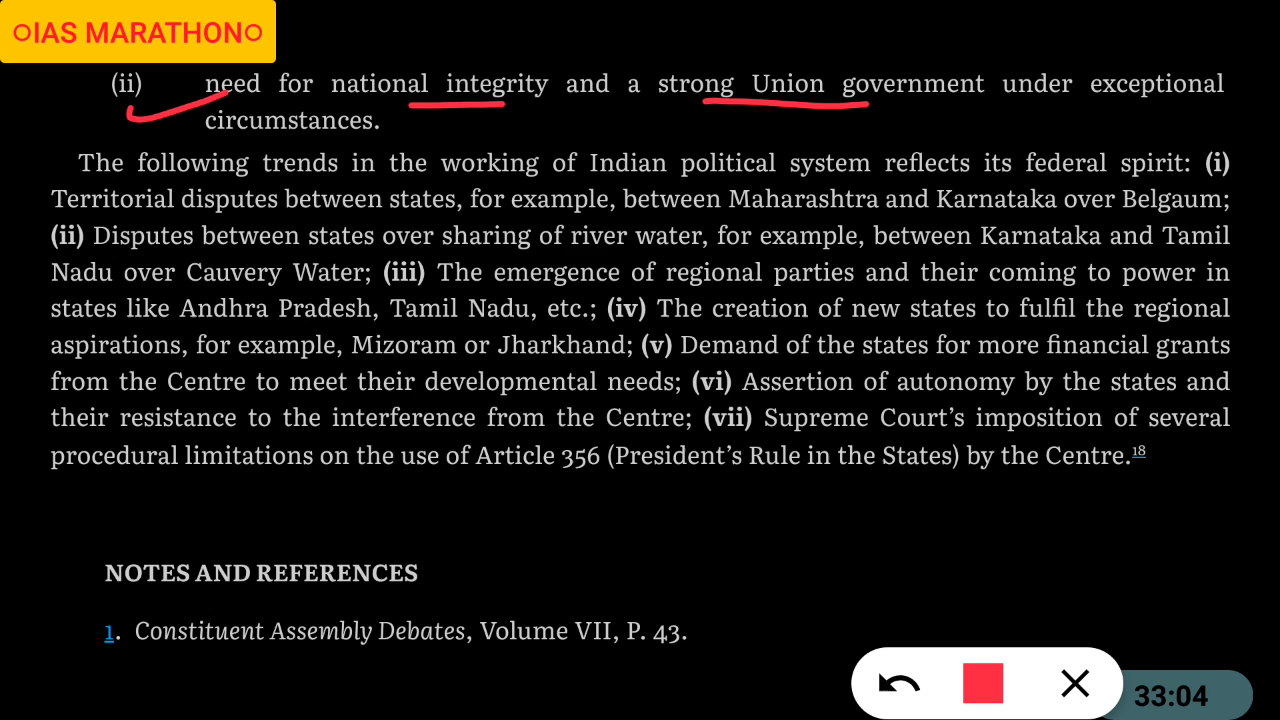 ○IAS MARATHON○
(ii) need for national integrity and a strong Union government under exceptional
circumstances.
The following trends in the working of Indian political system reflects its federal spirit: (i)
Territorial disputes between states, for example, between Maharashtra and Karnataka over Belgaum;
(ii) Disputes between states over sharing of river water, for example, between Karnataka and Tamil
Nadu over Cauvery Water; (iii) The emergence of regional parties and their coming to power in
states like Andhra Pradesh, Tamil Nadu, etc.; (iv) The creation of new states to fulfil the regional
aspirations, for example, Mizoram or Jharkhand; (v) Demand of the states for more financial grants
from the Centre to meet their developmental needs; (vi) Assertion of autonomy by the states and
their resistance to the interference from the Centre; (vii) Supreme Court’s imposition of several
procedural limitations on the use of Article 356 (President’s Rule in the States) by the Centre.18
NOTES AND REFERENCES
1. Constituent Assembly Debates, Volume VII, P. 43.
33:04